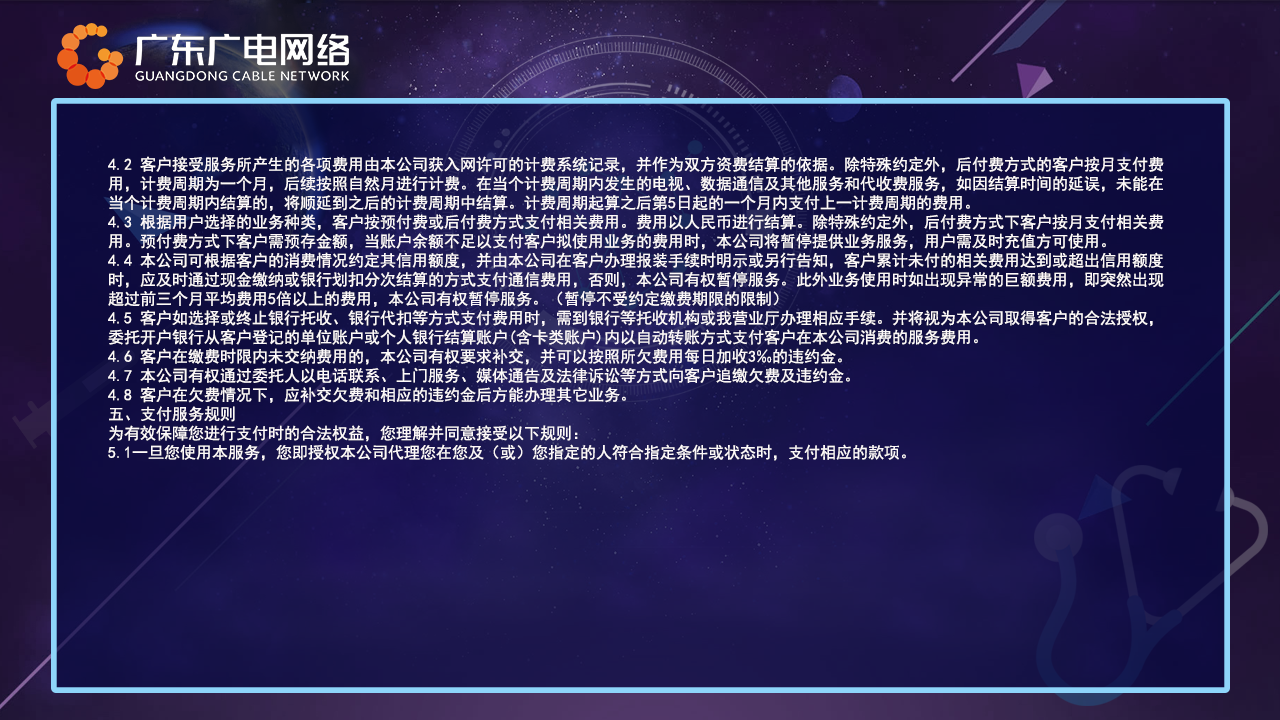 广东广电网络
GUANGDONG CABLE NETWORK
4.2 客户接受服务所产生的各项费用由本公司获入网许可的计费系统记录，并作为双方资费结算的依据。除特殊约定外，后付费方式的客户按月支付费
用，计费周期为一个月，后续按照自然月进行计费。在当个计费周期内发生的电视、数据通信及其他服务和代收费服务，如因结算时间的延误，未能在
当个计费周期内结算的，将顺延到之后的计费周期中结算。计费周期起算之后第5日起的一个月内支付上一计费周期的费用。
4.3 根据用户选择的业务种类，客户按预付费或后付费方式支付相关费用。费用以人民币进行结算。除特殊约定外，后付费方式下客户按月支付相关费
用。预付费方式下客户需预存金额，当账户余额不足以支付客户拟使用业务的费用时，本公司将暂停提供业务服务，用户需及时充值方可使用。
4.4 本公司可根据客户的消费情况约定其信用额度，并由本公司在客户办理报装手续时明示或另行告知，客户累计未付的相关费用达到或超出信用额度
时，应及时通过现金缴纳或银行划扣分次结算的方式支付通信费用，否则，本公司有权暂停服务。此外业务使用时如出现异常的巨额费用，即突然出现
超过前三个月平均费用5倍以上的费用，本公司有权暂停服务。（暂停不受约定缴费期限的限制）
4.5 客户如选择或终止银行托收、银行代扣等方式支付费用时，需到银行等托收机构或我营业厅办理相应手续。并将视为本公司取得客户的合法授权，
委托开户银行从客户登记的单位账户或个人银行结算账户(含卡类账户)内以自动转账方式支付客户在本公司消费的服务费用。
4.6 客户在缴费时限内未交纳费用的，本公司有权要求补交，并可以按照所欠费用每日加收3‰的违约金。
4.7 本公司有权通过委托人以电话联系、上门服务、媒体通告及法律诉讼等方式向客户追缴欠费及违约金。
4.8 客户在欠费情况下，应补交欠费和相应的违约金后方能办理其它业务。
五、支付服务规则
为有效保障您进行支付时的合法权益，您理解并同意接受以下规则：
5.1一旦您使用本服务，您即授权本公司代理您在您及（或）您指定的人符合指定条件或状态时，支付相应的款项。